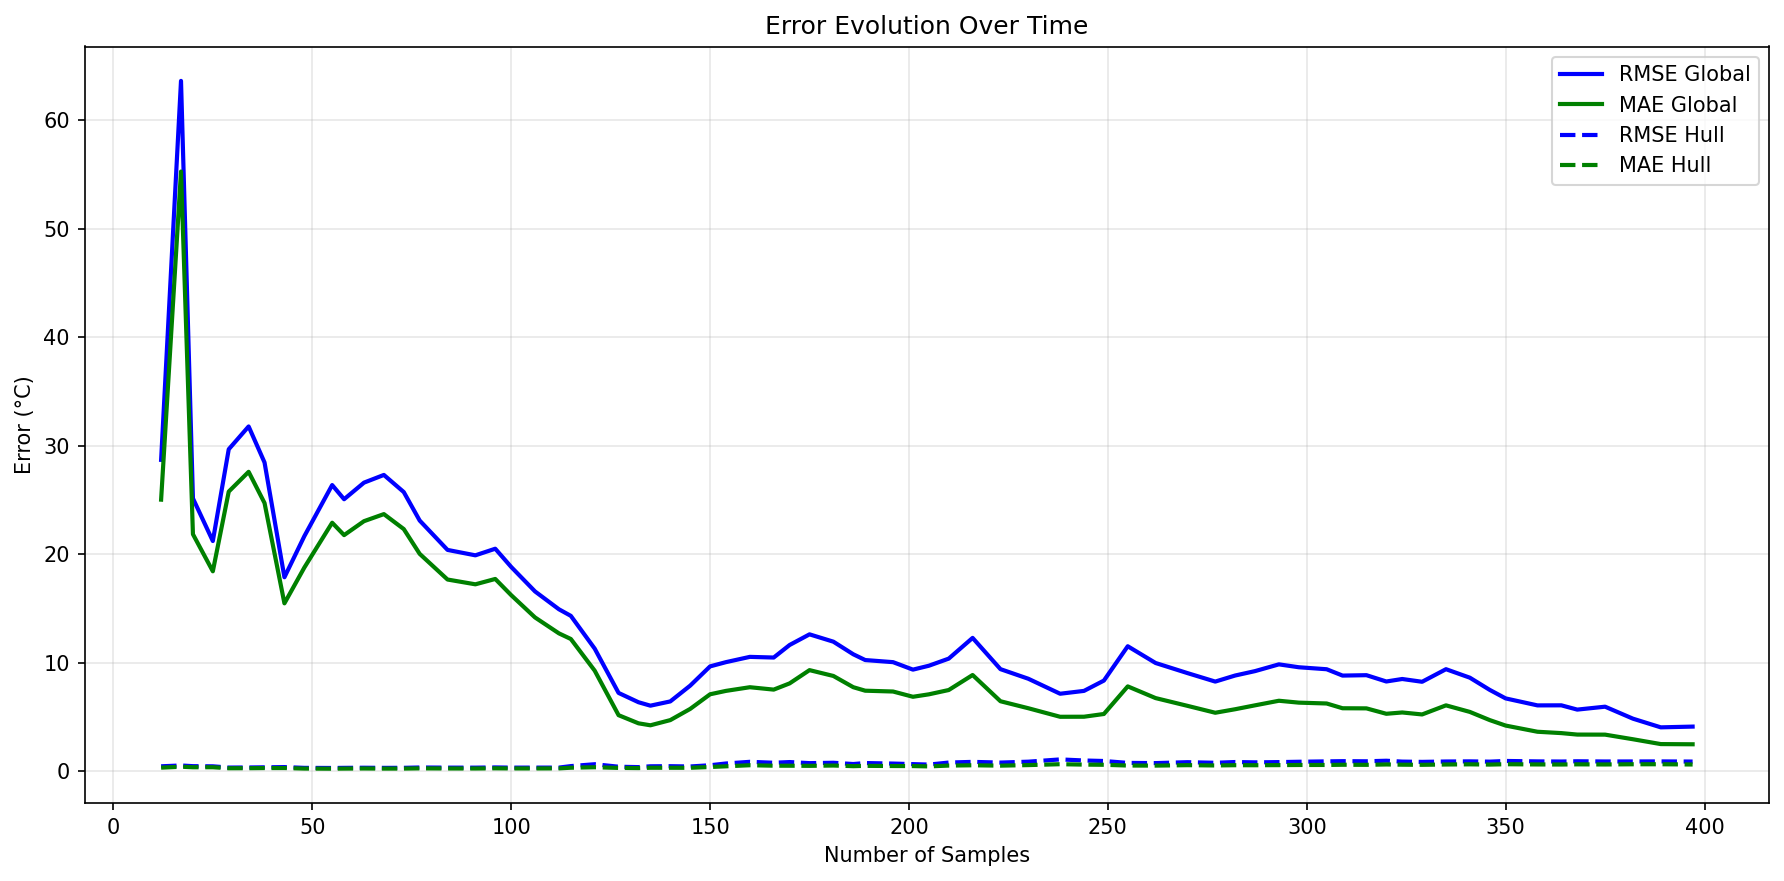 Error Evolution Over Time
RMSE Global
MAE Global
RMSE Hull
MAE Hull
Error (°C)
60
50
40
30
20
10
0
0 50 100 150 200 250 300 350 400
Number of Samples